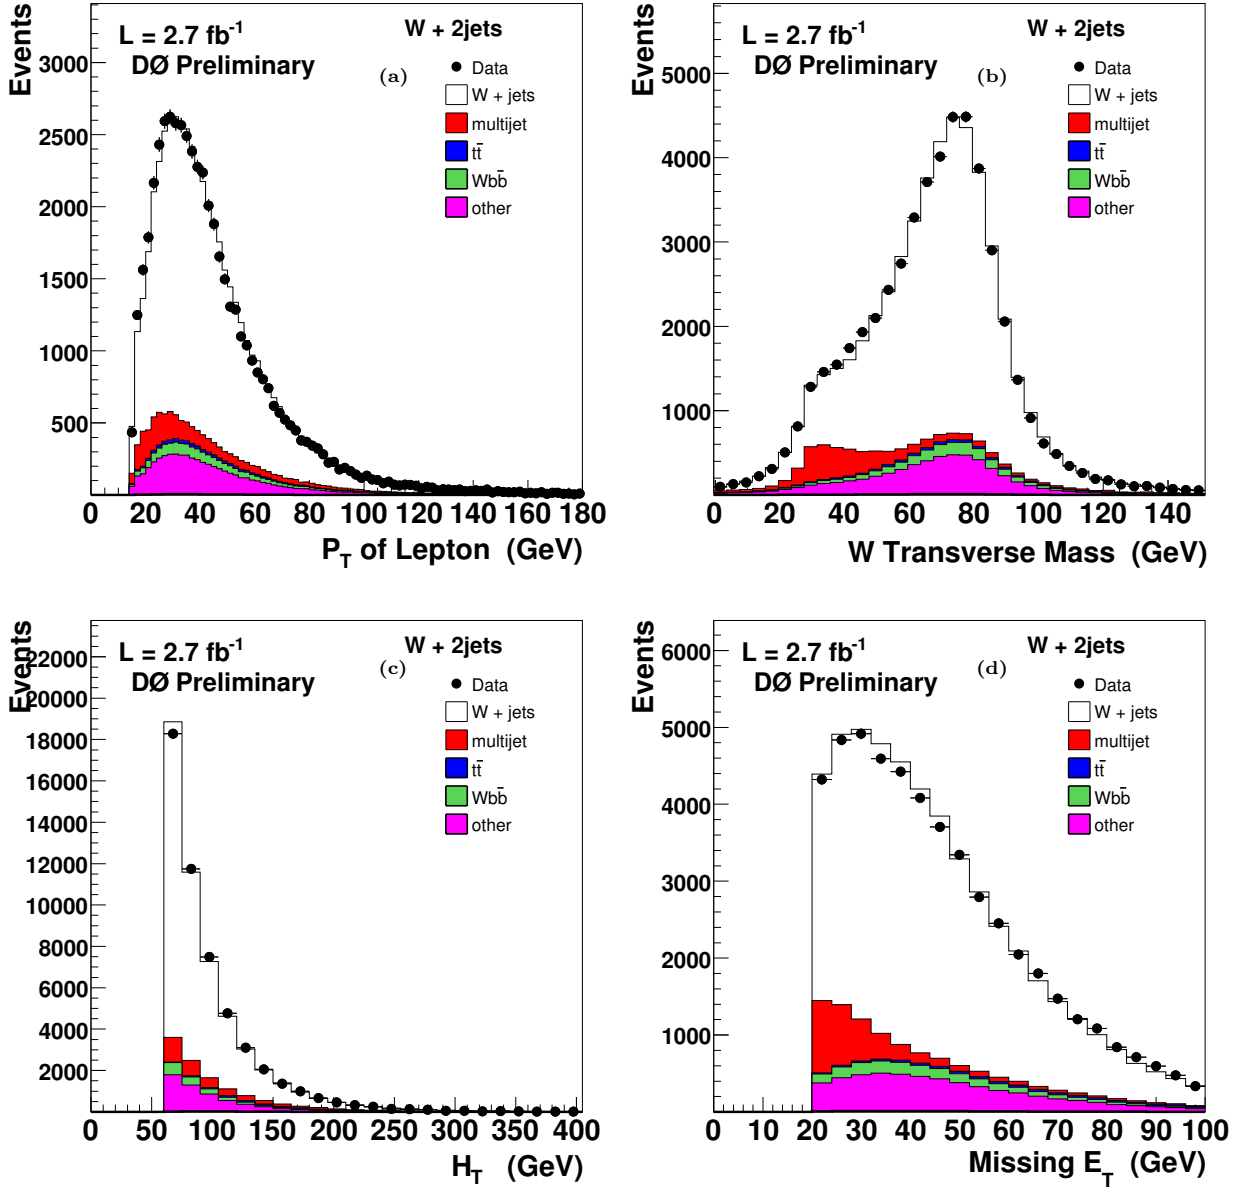 Events
L = 2.7 fb-1
DØ Preliminary
(a)
W + 2jets
Data
W + jets
multijet
tt̄
Wbb̄
other
3000
2500
2000
1500
1000
500
0 20 40 60 80 100 120 140 160 180
PT of Lepton (GeV)
Events
L = 2.7 fb-1
DØ Preliminary
(b)
W + 2jets
Data
W + jets
multijet
tt̄
Wbb̄
other
5000
4000
3000
2000
1000
0 20 40 60 80 100 120 140
W Transverse Mass (GeV)
Events
L = 2.7 fb-1
DØ Preliminary
(c)
W + 2jets
Data
W + jets
multijet
tt̄
Wbb̄
other
22000
20000
18000
16000
14000
12000
10000
8000
6000
4000
2000
0 50 100 150 200 250 300 350 400
HT (GeV)
Events
L = 2.7 fb-1
DØ Preliminary
(d)
W + 2jets
Data
W + jets
multijet
tt̄
Wbb̄
other
6000
5000
4000
3000
2000
1000
0 10 20 30 40 50 60 70 80 90 100
Missing ET (GeV)